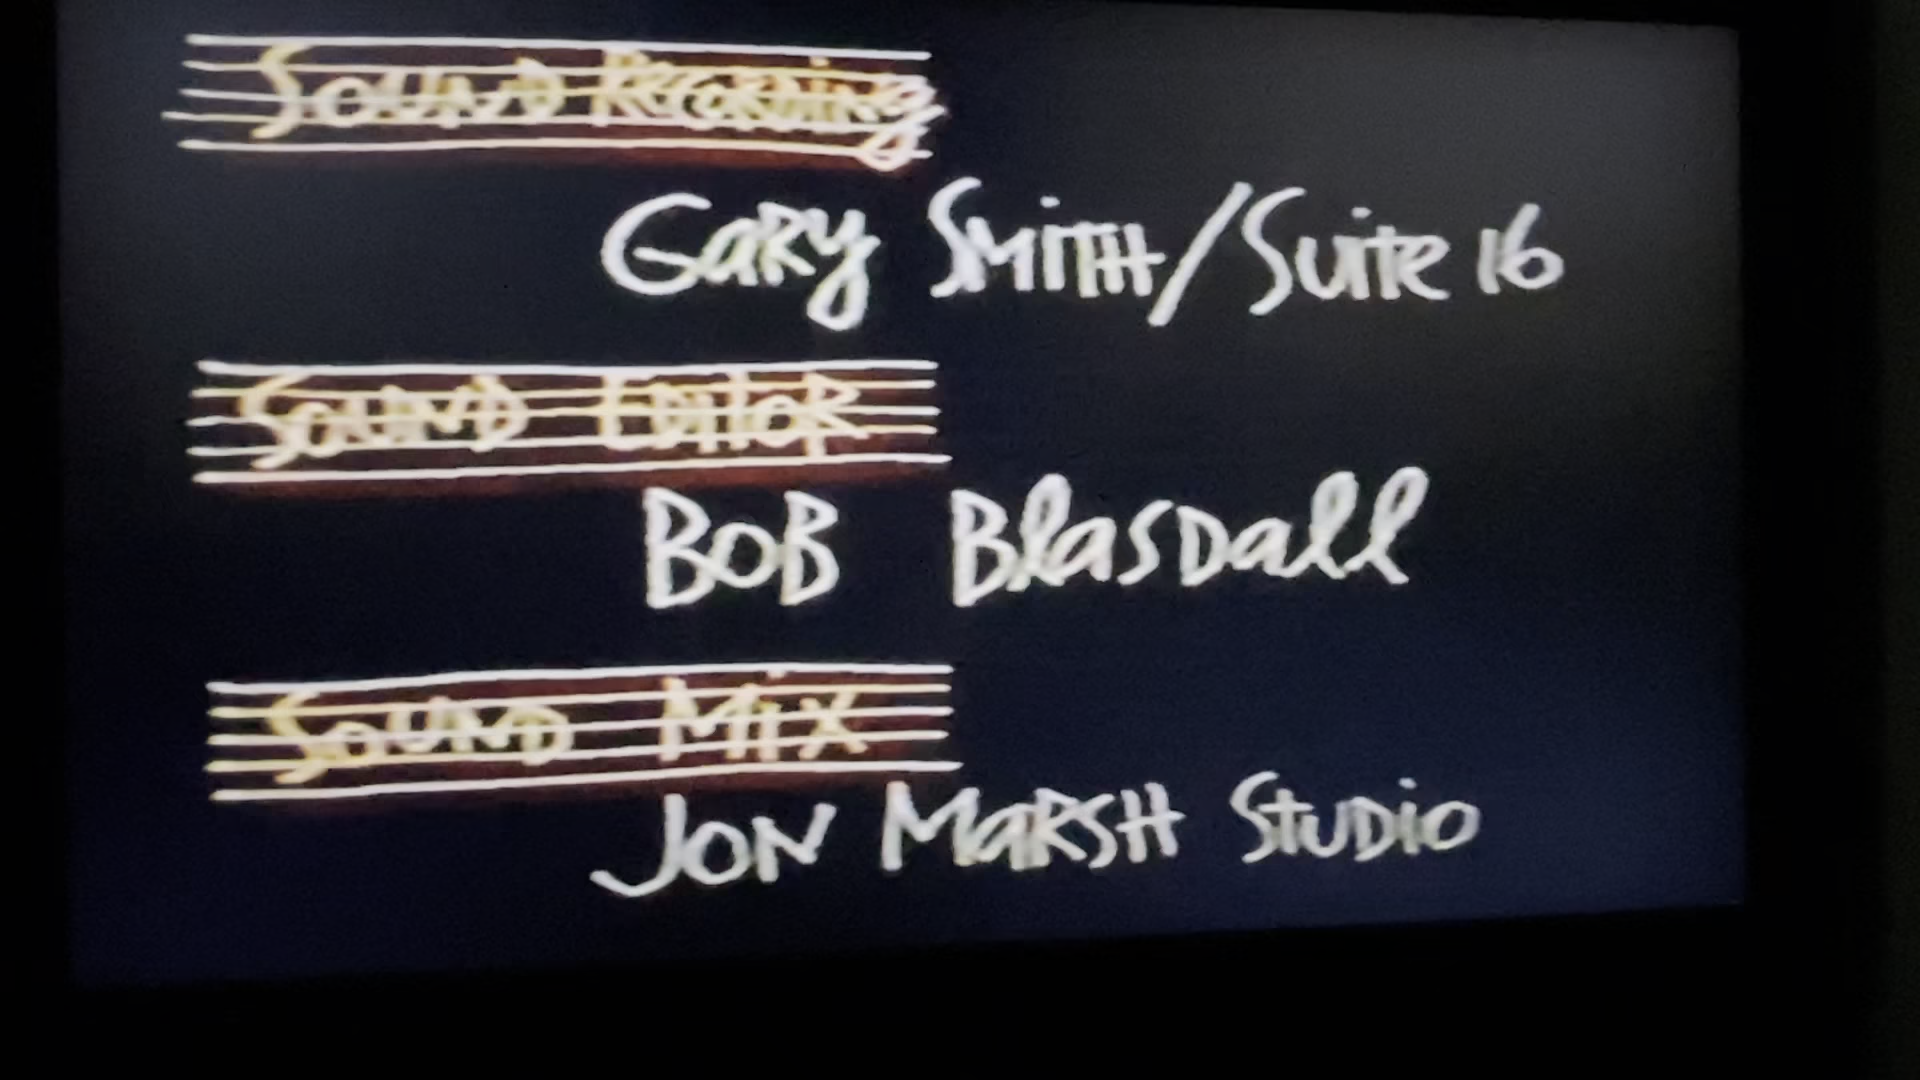 Sound Recording
Gary Smith/Suite 16
Sound Editor
Bob Blasdall
Sound Mix
Jon Marsh Studio